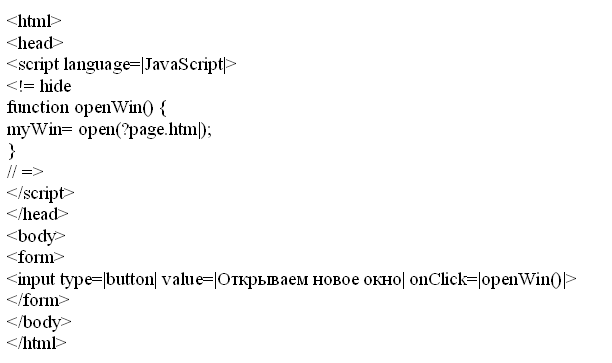 <html>
<head>
<script language=|JavaScript|>
<!= hide
function openWin() {
myWin= open(?page.htm|);
}
// =>
</script>
</head>
<body>
<form>
<input type=|button| value=|Открываем новое окно| onClick=|openWin()|>
</form>
</body>
</html>